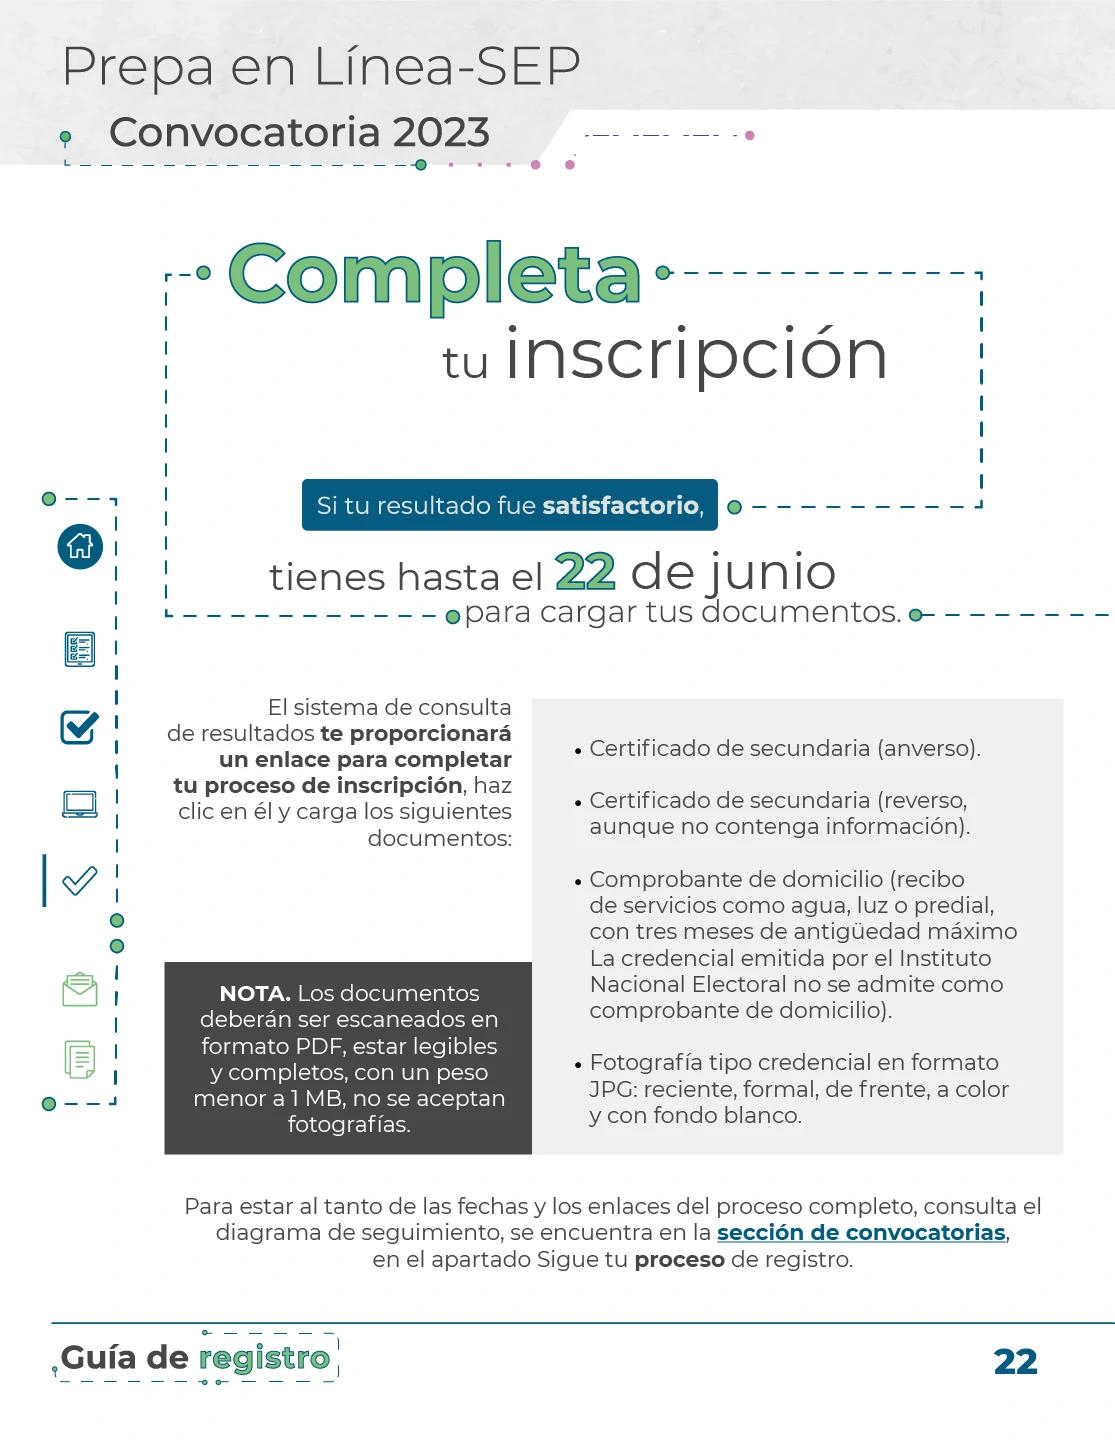 Prepa en Línea-SEP
Convocatoria 2023
Completa
tu inscripción
Si tu resultado fue satisfactorio,
tienes hasta el 22 de junio
para cargar tus documentos.
El sistema de consulta
de resultados te proporcionará
un enlace para completar
tu proceso de inscripción, haz
clic en él y carga los siguientes
documentos:
NOTA. Los documentos
deberán ser escaneados en
formato PDF, estar legibles
y completos, con un peso
menor a 1 MB, no se aceptan
fotografías.
• Certificado de secundaria (anverso).
• Certificado de secundaria (reverso,
aunque no contenga información).
• Comprobante de domicilio (recibo
de servicios como agua, luz o predial,
con tres meses de antigüedad máximo
La credencial emitida por el Instituto
Nacional Electoral no se admite como
comprobante de domicilio).
• Fotografía tipo credencial en formato
JPG: reciente, formal, de frente, a color
y con fondo blanco.
Para estar al tanto de las fechas y los enlaces del proceso completo, consulta el
diagrama de seguimiento, se encuentra en la sección de convocatorias,
en el apartado Sigue tu proceso de registro.
Guía de registro
22